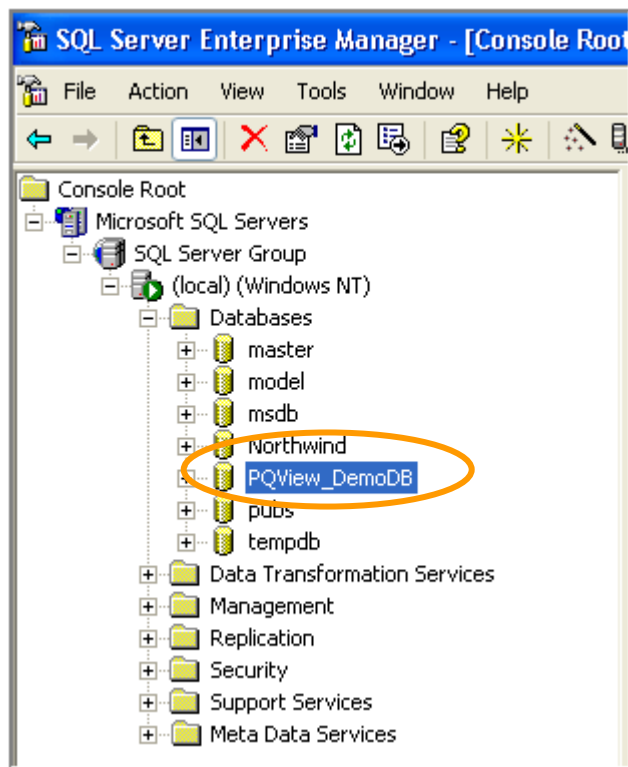 SQL Server Enterprise Manager - [Console Root
File Action View Tools Window Help
Console Root
Microsoft SQL Servers
SQL Server Group
(local) (Windows NT)
Databases
master
model
msdb
Northwind
PQView_DemoDB
pubs
tempdb
Data Transformation Services
Management
Replication
Security
Support Services
Meta Data Services